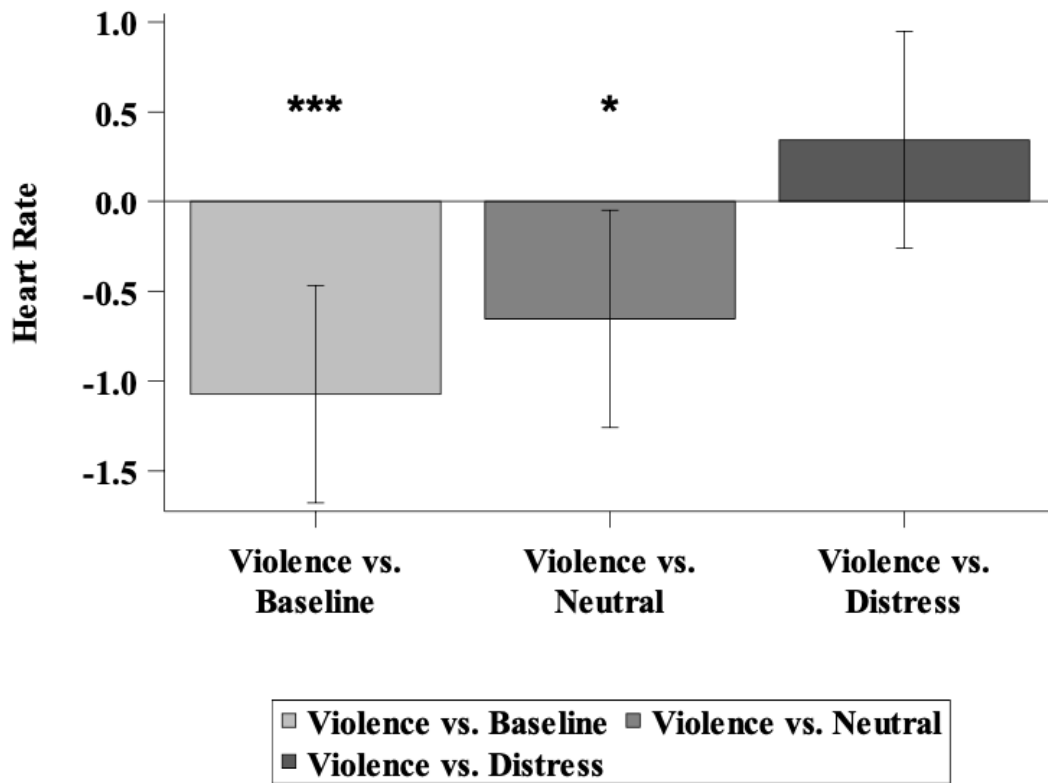 1.0
***
*
0.5
0.0
-0.5
-1.0
-1.5
Heart Rate
Violence vs.
Baseline
Violence vs.
Neutral
Violence vs.
Distress
Violence vs. Baseline
Violence vs. Neutral
Violence vs. Distress